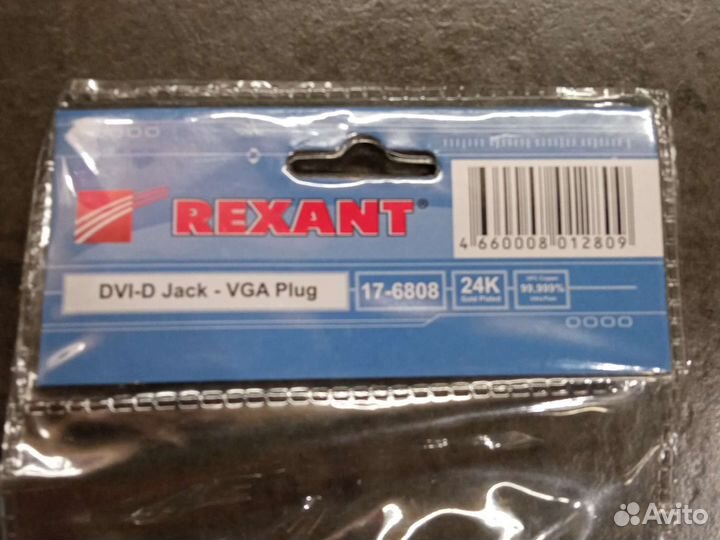 REXANT®
4 660008 012809
DVI-D Jack - VGA Plug
17-6808
24K
Gold Plated
99,999%
Avito